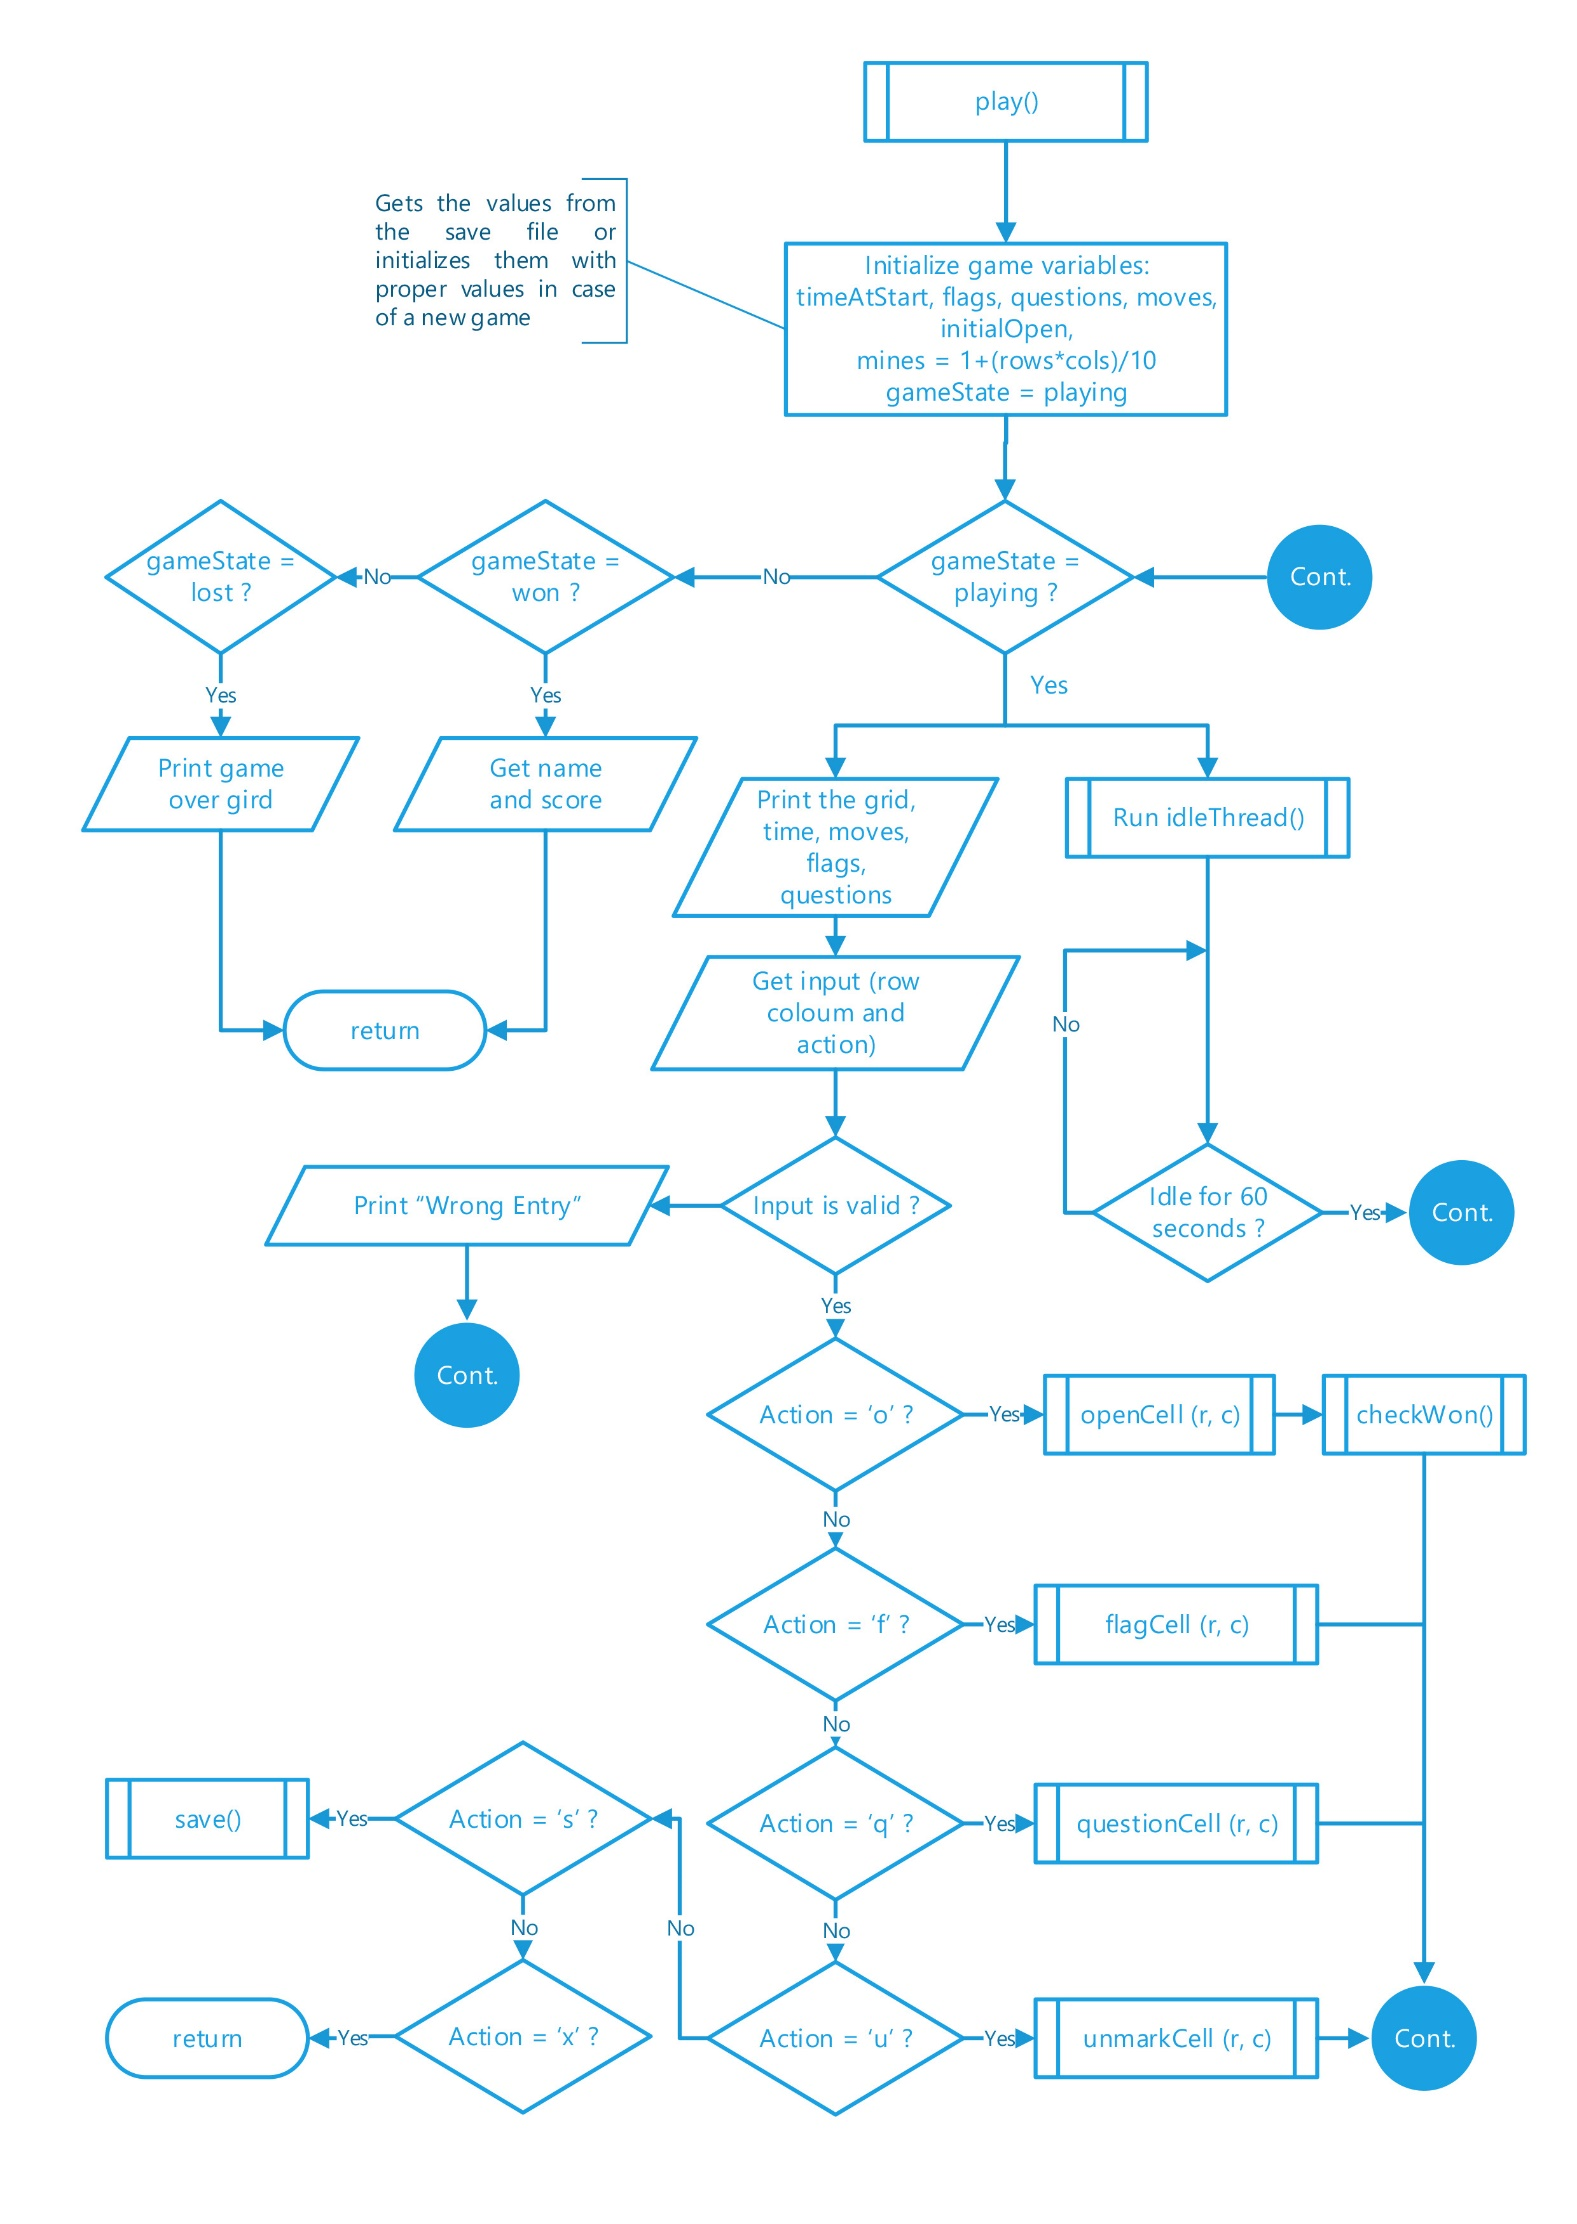 play()
Gets the values from
the save file or
initializes them with
proper values in case
of a new game
Initialize game variables:
timeAtStart, flags, questions, moves,
initialOpen,
mines = 1+(rows*cols)/10
gameState = playing
gameState =
lost ?
No
gameState =
won ?
No
gameState =
playing ?
Cont.
Yes
Yes
Yes
Print game
over gird
Get name
and score
Print the grid,
time, moves,
flags,
questions
Run idleThread()
Get input (row
coloum and
action)
No
return
Print “Wrong Entry”
Input is valid ?
Idle for 60
seconds ?
Yes
Cont.
Yes
Cont.
Action = ‘o’ ?
Yes
openCell (r, c)
checkWon()
No
Action = ‘f’ ?
Yes
flagCell (r, c)
No
save()
Yes
Action = ‘s’ ?
Action = ‘q’ ?
Yes
questionCell (r, c)
No
No
No
return
Yes
Action = ‘x’ ?
Action = ‘u’ ?
Yes
unmarkCell (r, c)
Cont.